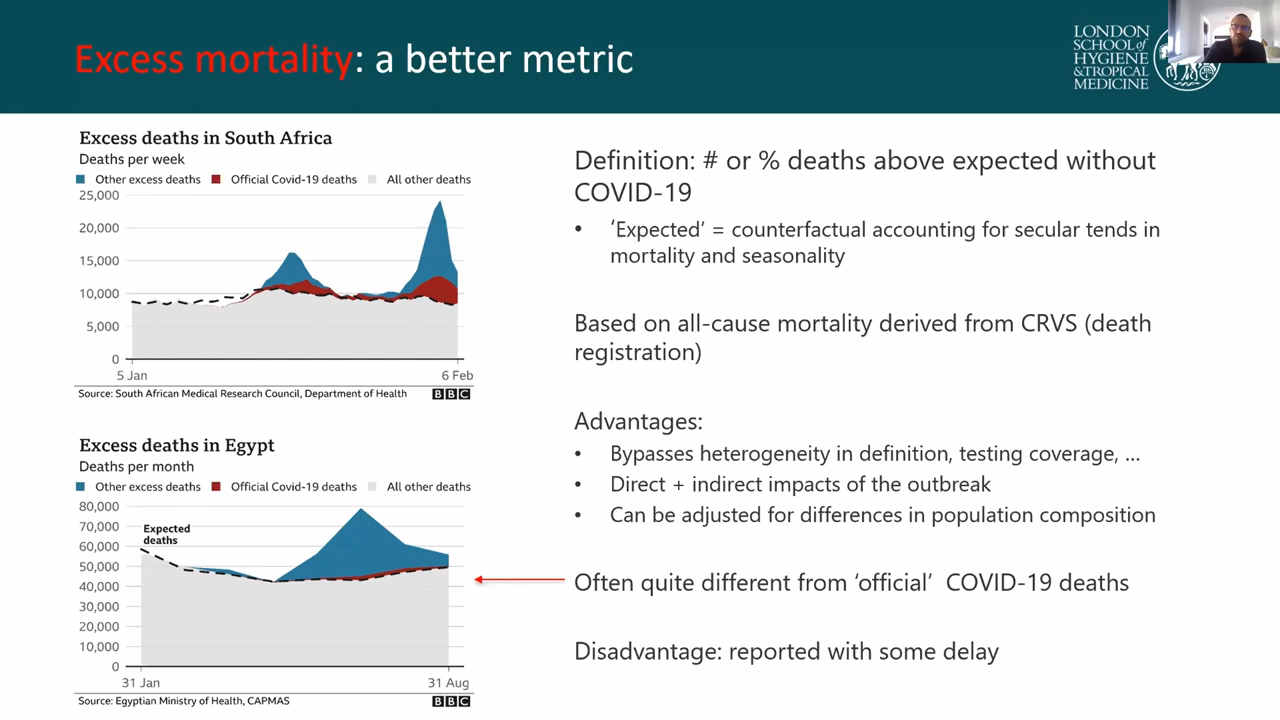 Excess mortality: a better metric
LONDON
SCHOOL of
HYGIENE
& TROPICAL
MEDICINE
Excess deaths in South Africa
Deaths per week
Other excess deaths Official Covid-19 deaths All other deaths
25,000
20,000
15,000
10,000
5,000
0
5 Jan 6 Feb
Source: South African Medical Research Council, Department of Health BBC
Excess deaths in Egypt
Deaths per month
Other excess deaths Official Covid-19 deaths All other deaths
80,000
70,000
60,000
50,000
40,000
30,000
20,000
10,000
0
Expected
deaths
31 Jan 31 Aug
Source: Egyptian Ministry of Health, CAPMAS BBC
Definition: # or % deaths above expected without
COVID-19
• ‘Expected’ = counterfactual accounting for secular tends in
mortality and seasonality
Based on all-cause mortality derived from CRVS (death
registration)
Advantages:
• Bypasses heterogeneity in definition, testing coverage, …
• Direct + indirect impacts of the outbreak
• Can be adjusted for differences in population composition
Often quite different from ‘official’ COVID-19 deaths
Disadvantage: reported with some delay